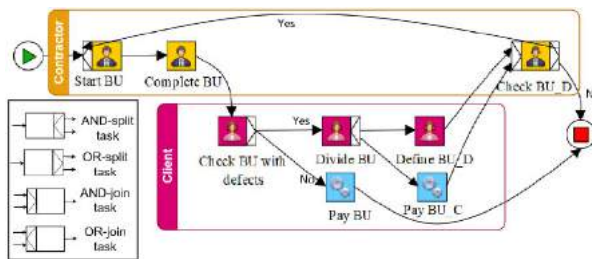 Contractor
Yes
Start BU
Complete BU
Check BU_D
N
Client
Yes
Check BU with
defects
Divide BU
Define BU_D
No
Pay BU
Pay BU_C
AND-split
task
OR-split
task
AND-join
task
OR-join
task